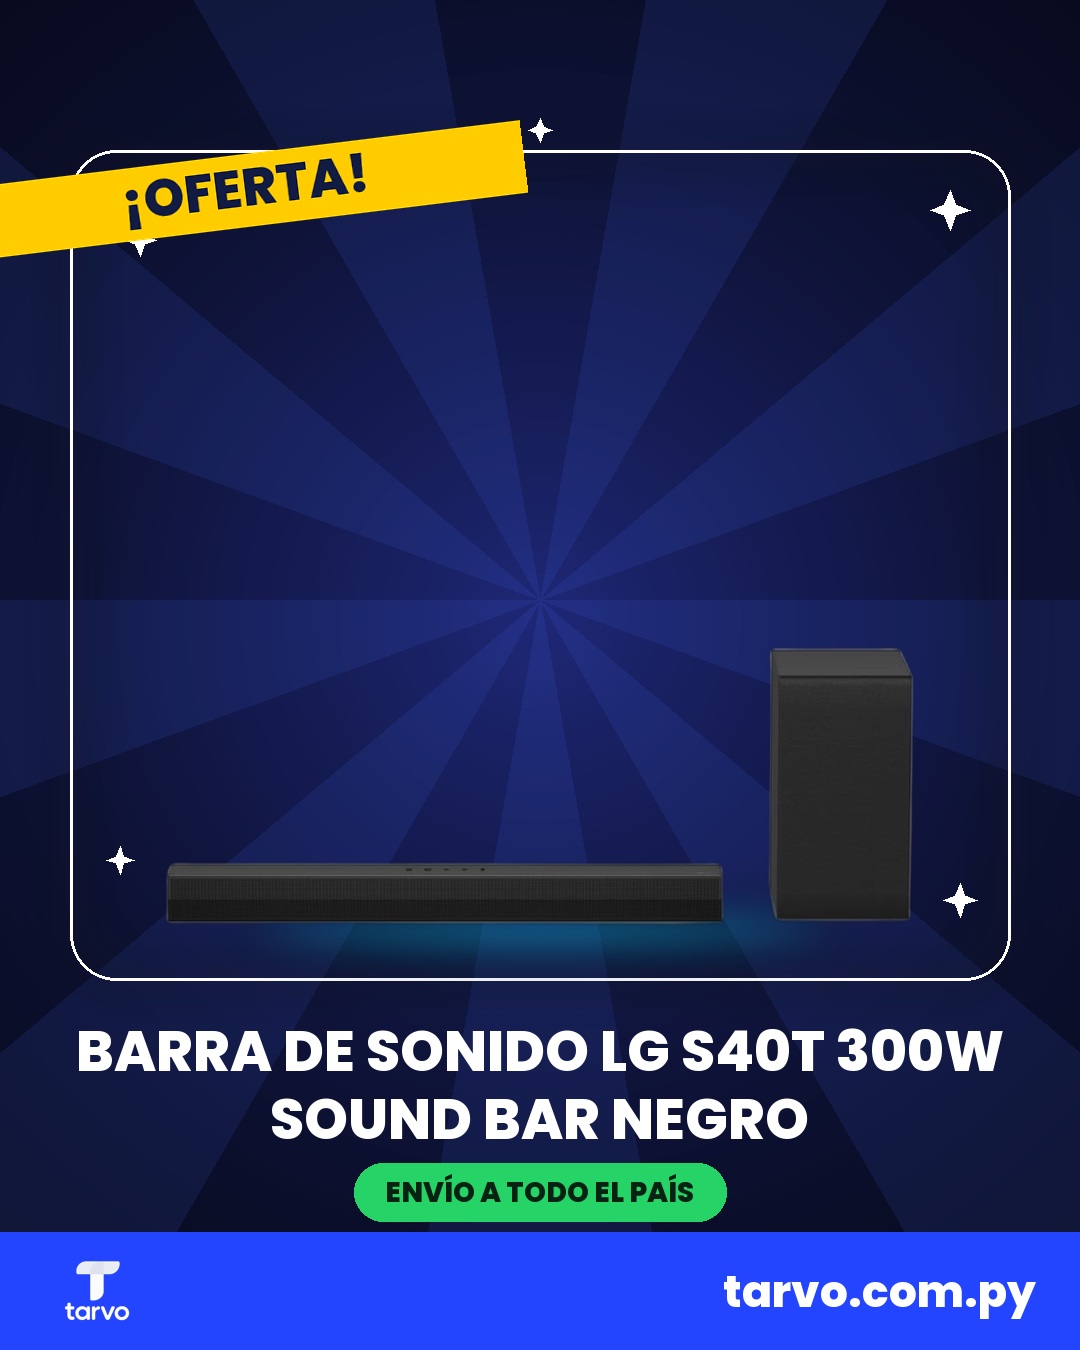 ¡OFERTA!
BARRA DE SONIDO LG S40T 300W
SOUND BAR NEGRO
ENVÍO A TODO EL PAÍS
tarvo
tarvo.com.py